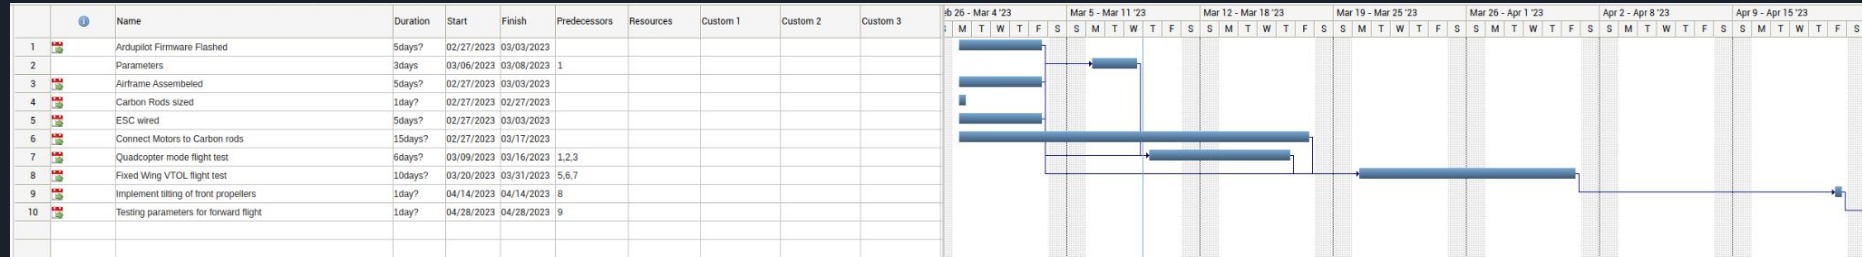 Name Duration Start Finish Predecessors Resources Custom 1 Custom 2 Custom 3
1 Ardupilot Firmware Flashed 5days? 02/27/2023 03/03/2023
2 Parameters 3days 03/06/2023 03/08/2023 1
3 Airframe Assembeled 5days? 02/27/2023 03/03/2023
4 Carbon Rods sized 1day? 02/27/2023 02/27/2023
5 ESC wired 5days? 02/27/2023 03/03/2023
6 Connect Motors to Carbon rods 15days? 02/27/2023 03/17/2023
7 Quadcopter mode flight test 6days? 03/09/2023 03/16/2023 1,2,3
8 Fixed Wing VTOL flight test 10days? 03/20/2023 03/31/2023 5,6,7
9 Implement tilting of front propellers 1day? 04/14/2023 04/14/2023 8
10 Testing parameters for forward flight 1day? 04/28/2023 04/28/2023 9
eb 26 - Mar 4 '23 Mar 5 - Mar 11 '23 Mar 12 - Mar 18 '23 Mar 19 - Mar 25 '23 Mar 26 - Apr 1 '23 Apr 2 - Apr 8 '23 Apr 9 - Apr 15 '23
M T W T F S S M T W T F S S M T W T F S S M T W T F S S M T W T F S S M T W T F S S M T W T F S